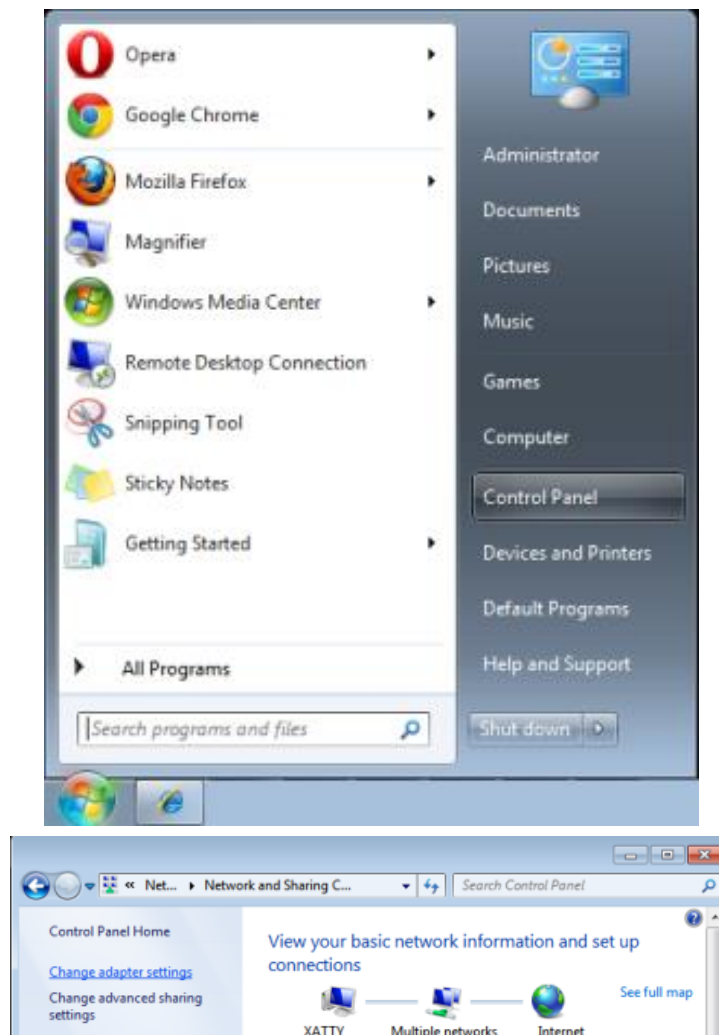 Opera
Google Chrome
Mozilla Firefox
Magnifier
Windows Media Center
Remote Desktop Connection
Snipping Tool
Sticky Notes
Getting Started
All Programs
Search programs and files
Administrator
Documents
Pictures
Music
Games
Computer
Control Panel
Devices and Printers
Default Programs
Help and Support
Shut down
« Net... Network and Sharing C...
Search Control Panel
Control Panel Home
Change adapter settings
Change advanced sharing
settings
View your basic network information and set up
connections
See full map
XATTY Multiple networks Internet